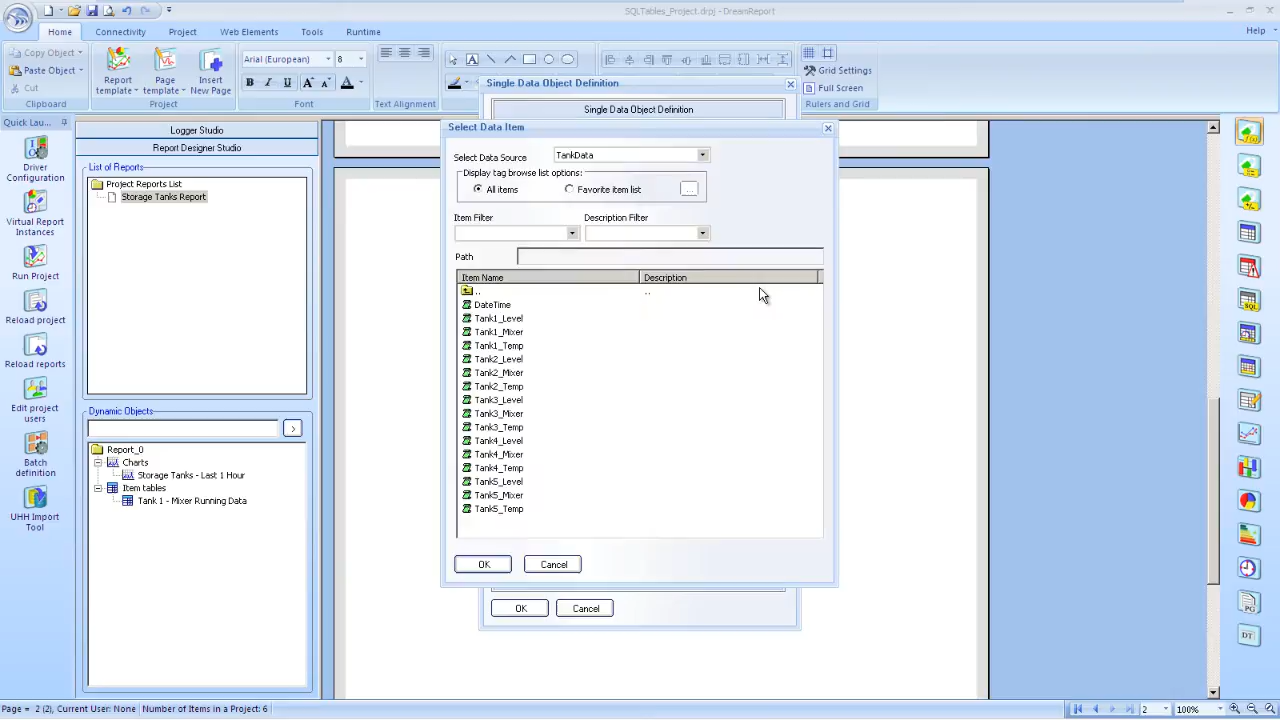 SQLTables_Project.drpj - DreamReport
Home Connectivity Project Web Elements Tools Runtime Help
Copy Object
Paste Object
Cut
Clipboard
Report template
Page template
Insert New Page
Project
Arial (European) 8
B I U A A A
Font
Text Alignment
Grid Settings
Full Screen
Rulers and Grid
Quick Lau...
Driver Configuration
Virtual Report Instances
Run Project
Reload project
Reload reports
Edit project users
Batch definition
UHH Import Tool
Logger Studio
Report Designer Studio
List of Reports
Project Reports List
Storage Tanks Report
Dynamic Objects
>
Report_0
Charts
Storage Tanks - Last 1 Hour
Item tables
Tank 1 - Mixer Running Data
Single Data Object Definition
Single Data Object Definition
Select Data Item
Select Data Source TankData
Display tag browse list options:
All items Favorite item list ...
Item Filter Description Filter
Path
Item Name Description
.. ..
DateTime
Tank1_Level
Tank1_Mixer
Tank1_Temp
Tank2_Level
Tank2_Mixer
Tank2_Temp
Tank3_Level
Tank3_Mixer
Tank3_Temp
Tank4_Level
Tank4_Mixer
Tank4_Temp
Tank5_Level
Tank5_Mixer
Tank5_Temp
OK Cancel
OK Cancel
f(x)
SQL
PG
DT
Page = 2 (2), Current User: None Number of Items in a Project: 6 2 100%